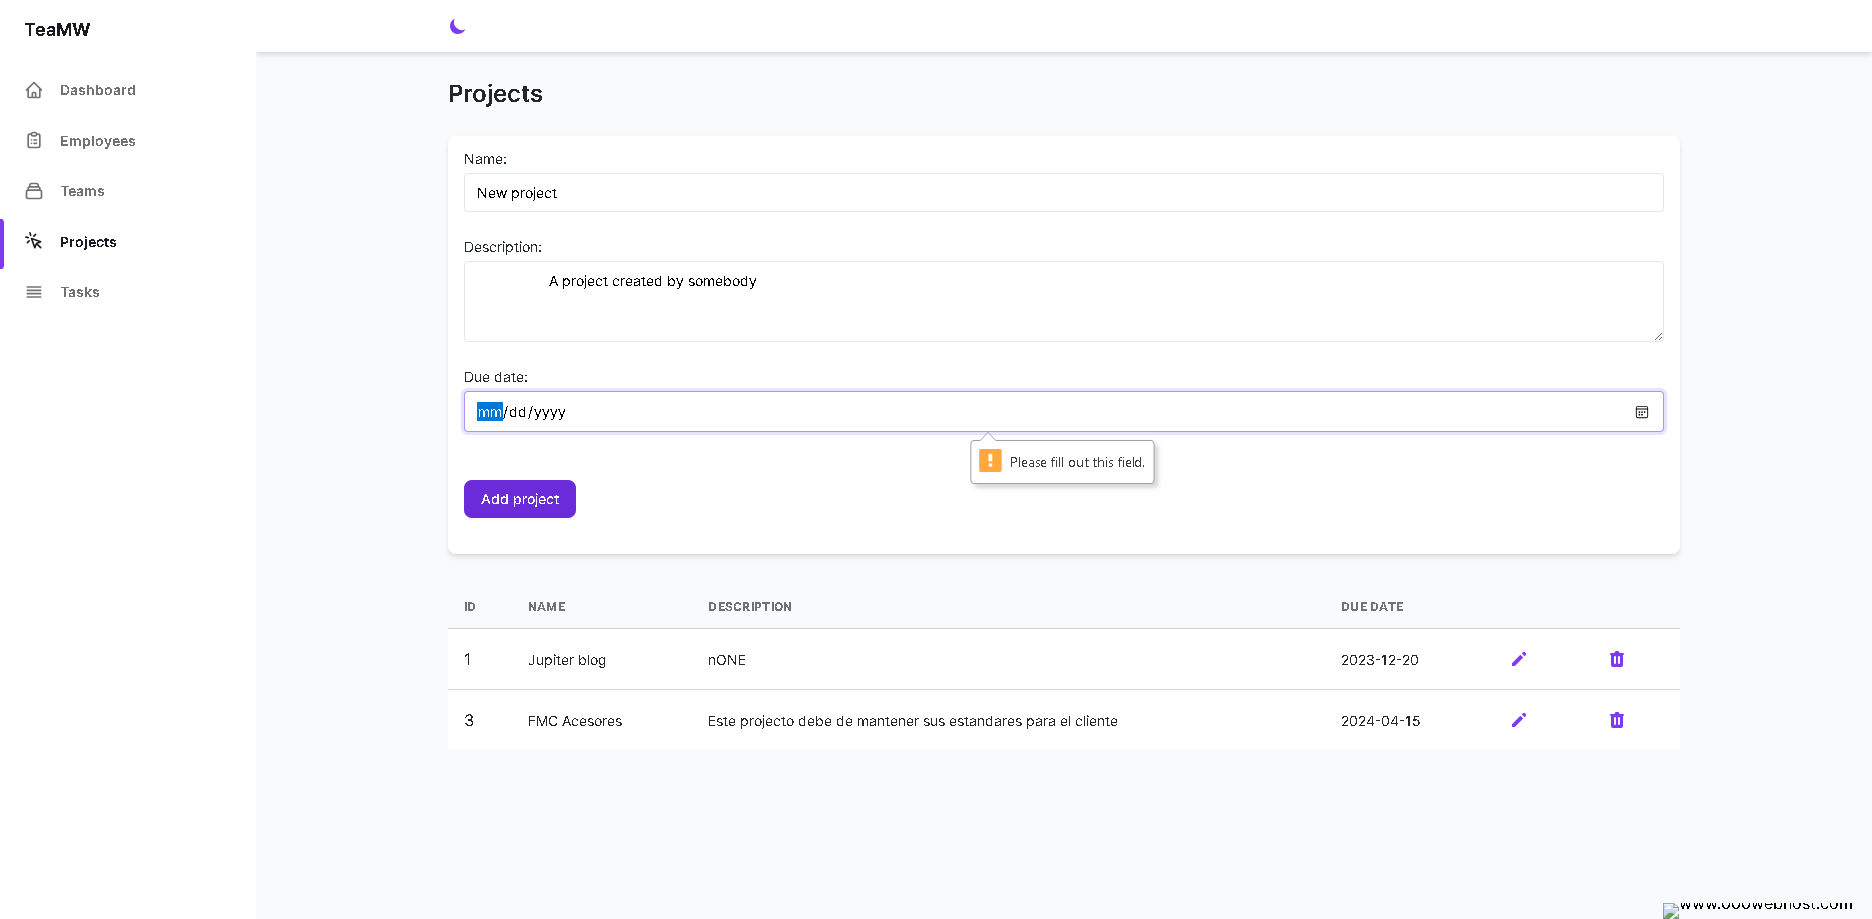 TeaMW
Dashboard
Employees
Teams
Projects
Tasks
Projects
Name:
New project
Description:
A project created by somebody
Due date:
mm/dd/yyyy
Please fill out this field.
Add project
ID NAME DESCRIPTION DUE DATE
1 Jupiter blog nONE 2023-12-20
3 FMC Acesores Este projecto debe de mantener sus estandares para el cliente 2024-04-15
www.000webhost.com